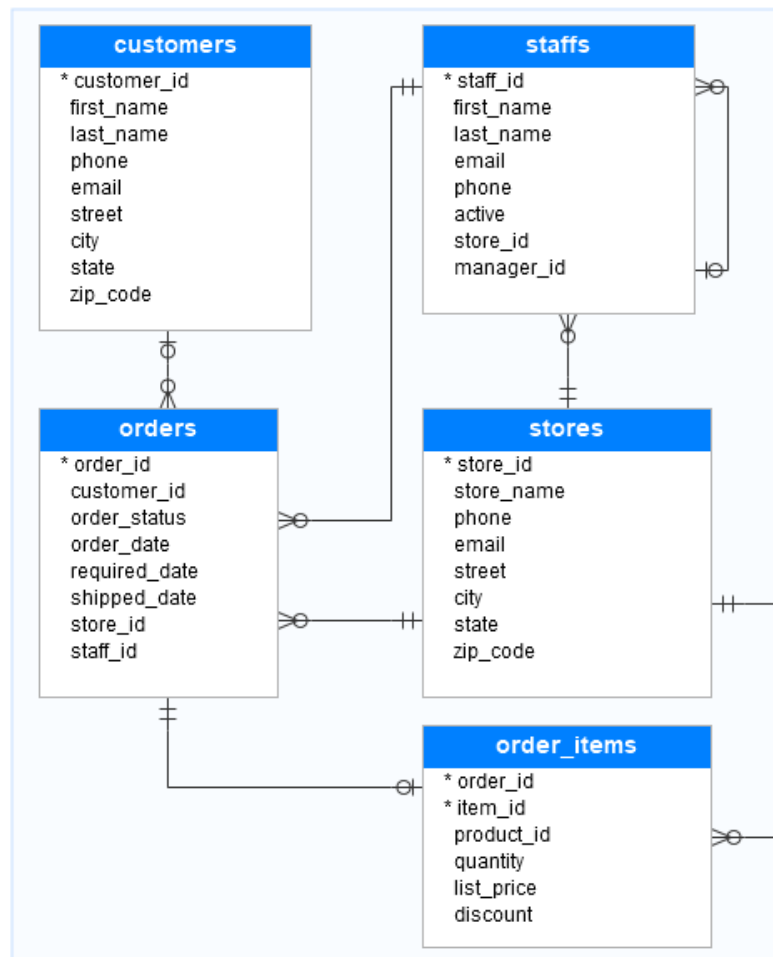 customers
* customer_id
first_name
last_name
phone
email
street
city
state
zip_code
staffs
* staff_id
first_name
last_name
email
phone
active
store_id
manager_id
orders
* order_id
customer_id
order_status
order_date
required_date
shipped_date
store_id
staff_id
stores
* store_id
store_name
phone
email
street
city
state
zip_code
order_items
* order_id
* item_id
product_id
quantity
list_price
discount